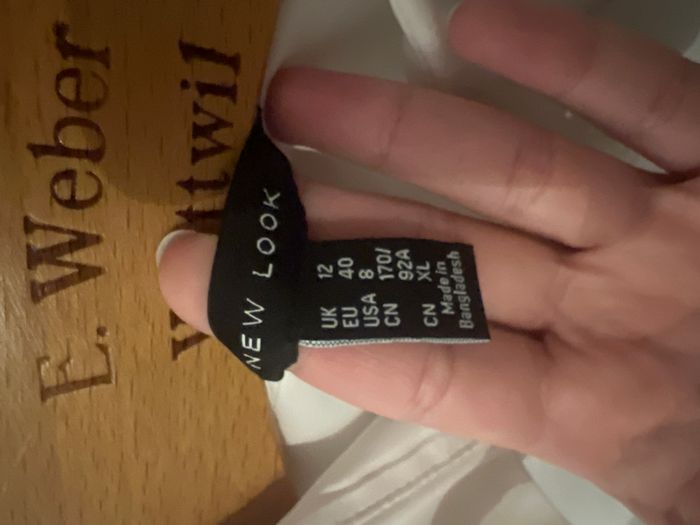 E. Weber
NEW LOOK
UK 12
EU 40
USA 8
CN 170/
92A
CN XL
Made in
Bangladesh